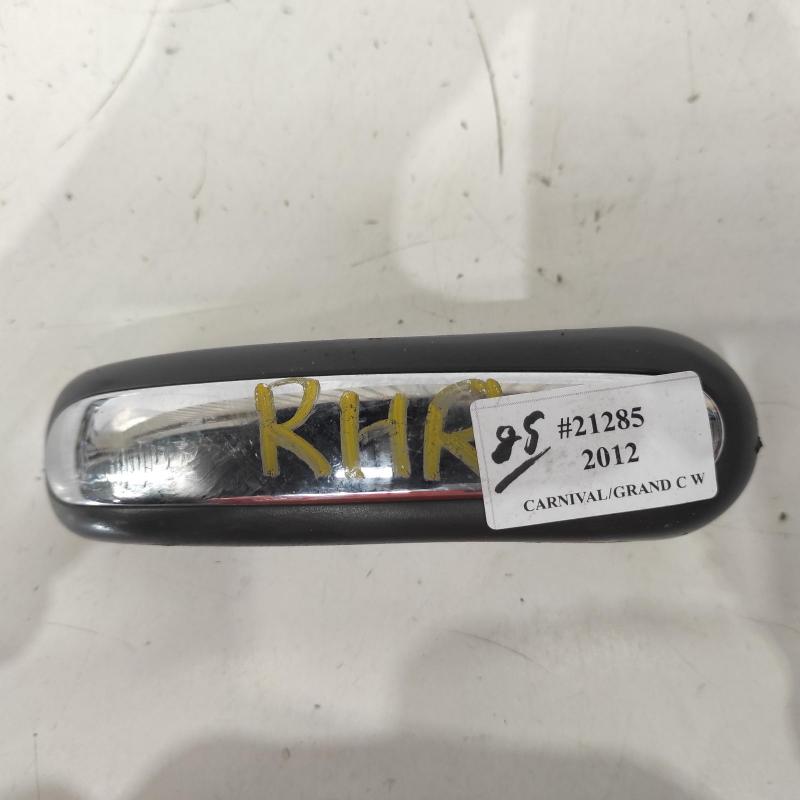 RHR
85 #21285
2012
CARNIVAL/GRAND C W